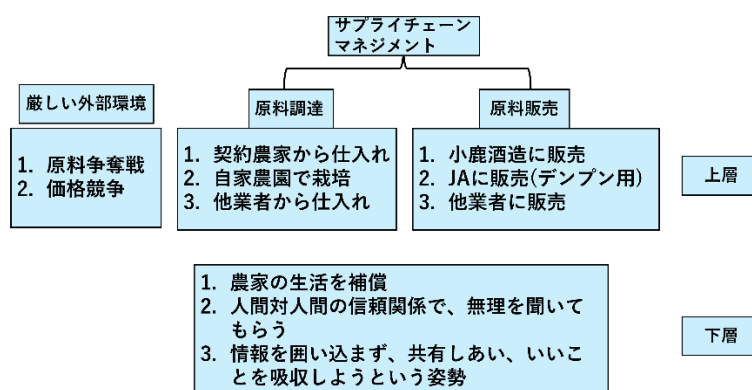 サプライチェーン
マネジメント
厳しい外部環境
1. 原料争奪戦
2. 価格競争
原料調達
1. 契約農家から仕入れ
2. 自家農園で栽培
3. 他業者から仕入れ
原料販売
1. 小鹿酒造に販売
2. JAに販売(デンプン用)
3. 他業者に販売
上層
1. 農家の生活を補償
2. 人間対人間の信頼関係で、無理を聞いて
もらう
3. 情報を囲い込まず、共有しあい、いいこ
とを吸収しようという姿勢
下層